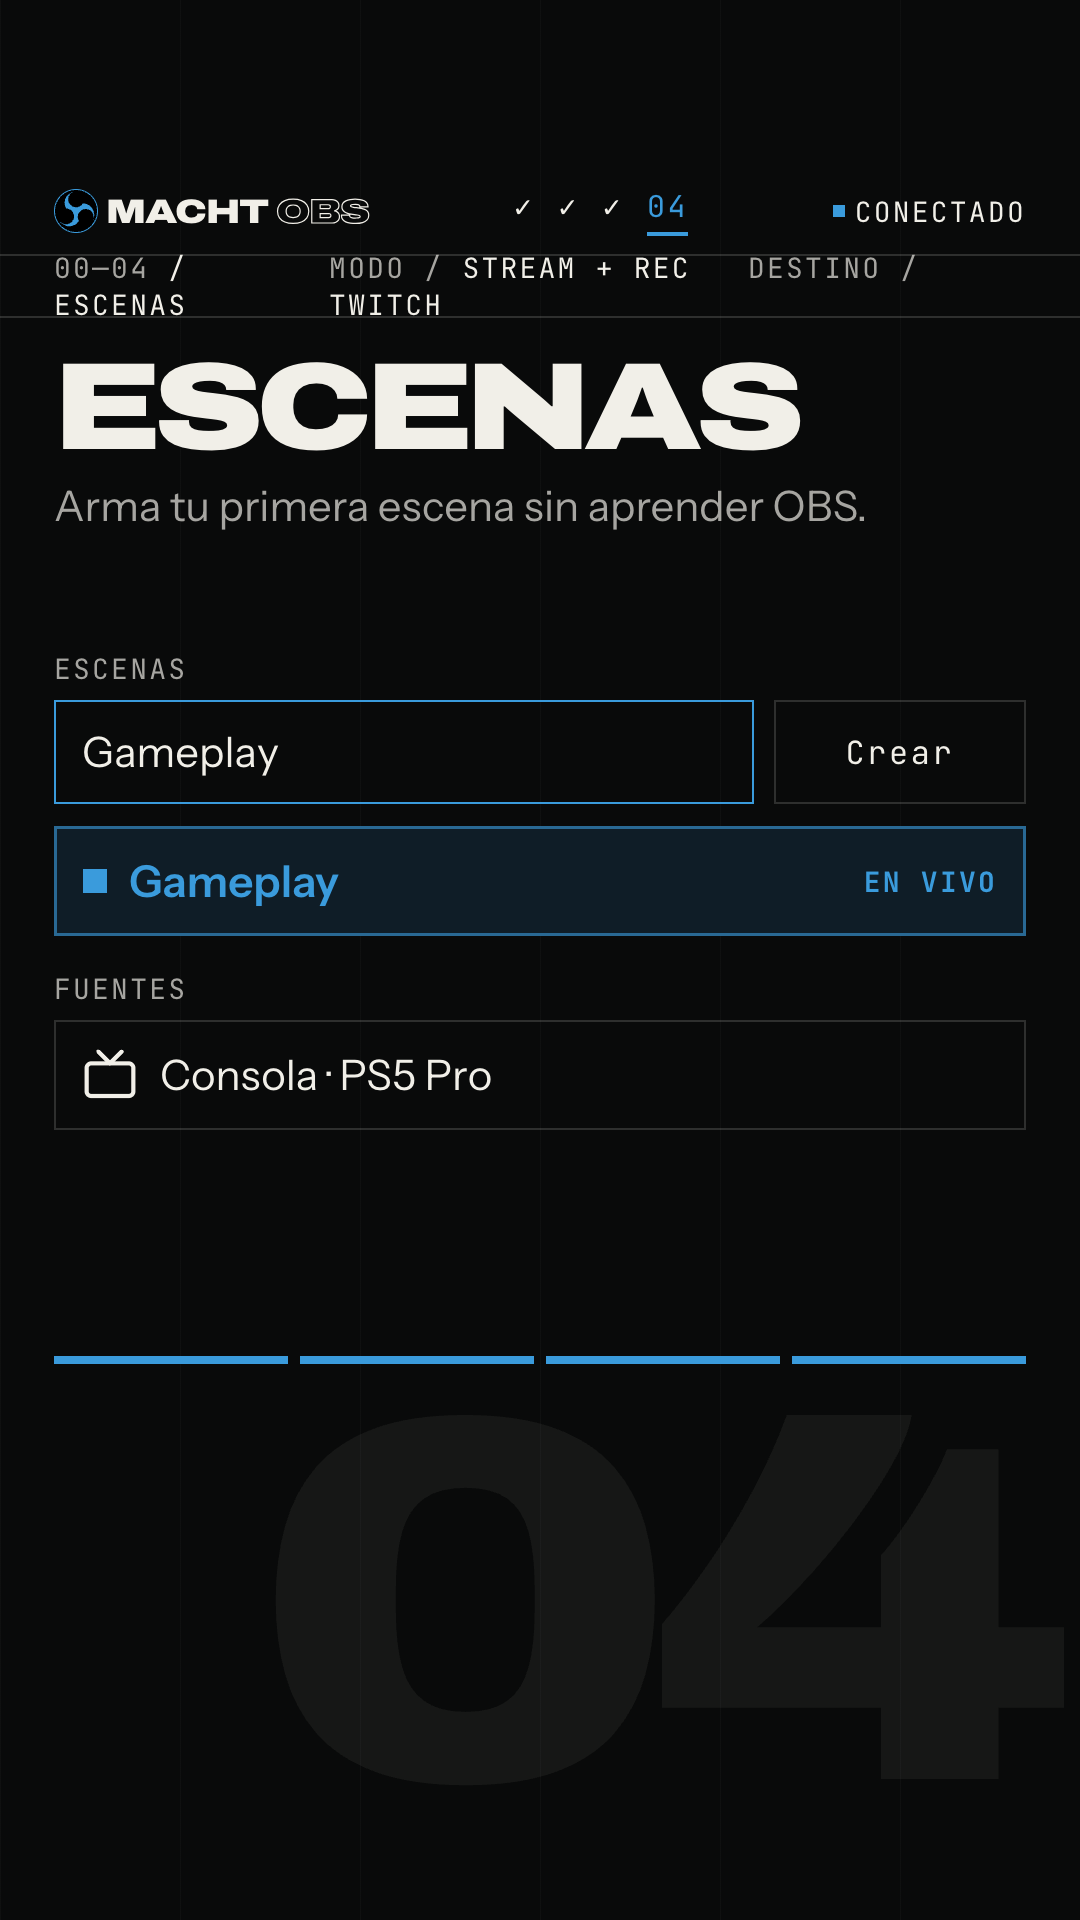 MACHT OBS
✓ ✓ ✓ 04
CONECTADO
00—04 / ESCENAS
MODO / STREAM + REC DESTINO / TWITCH
ESCENAS
Arma tu primera escena sin aprender OBS.
ESCENAS
Gameplay
Crear
Gameplay
EN VIVO
FUENTES
Consola · PS5 Pro
04